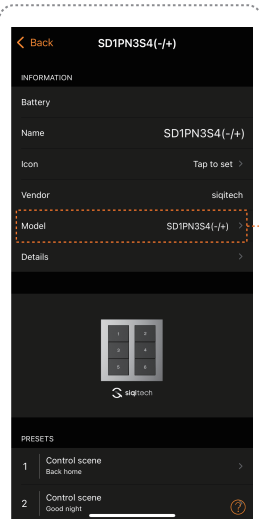 Back
SD1PN3S4(-/+)
INFORMATION
Battery
Name SD1PN3S4(-/+)
Icon Tap to set
Vendor siqitech
Model SD1PN3S4(-/+)
Details
1 2
3 4
5 6
siqitech
PRESETS
1 Control scene
Back home
2 Control scene
Good night
?